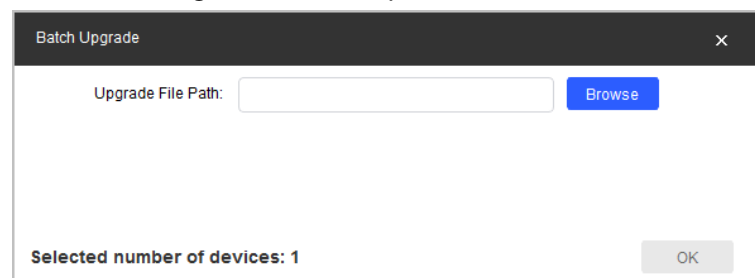 Batch Upgrade ×
Upgrade File Path: Browse
Selected number of devices: 1 OK